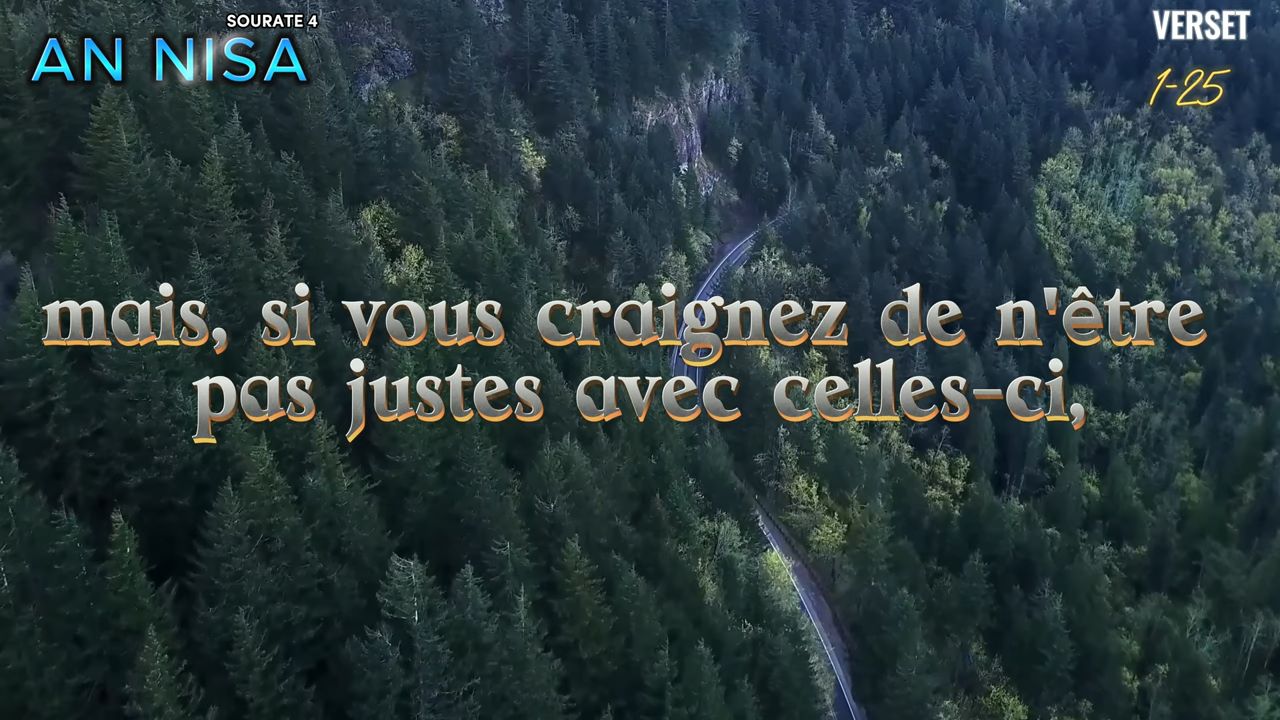 SOURATE 4
AN NISA
VERSET
1-25
mais, si vous craignez de n'être
pas justes avec celles-ci,